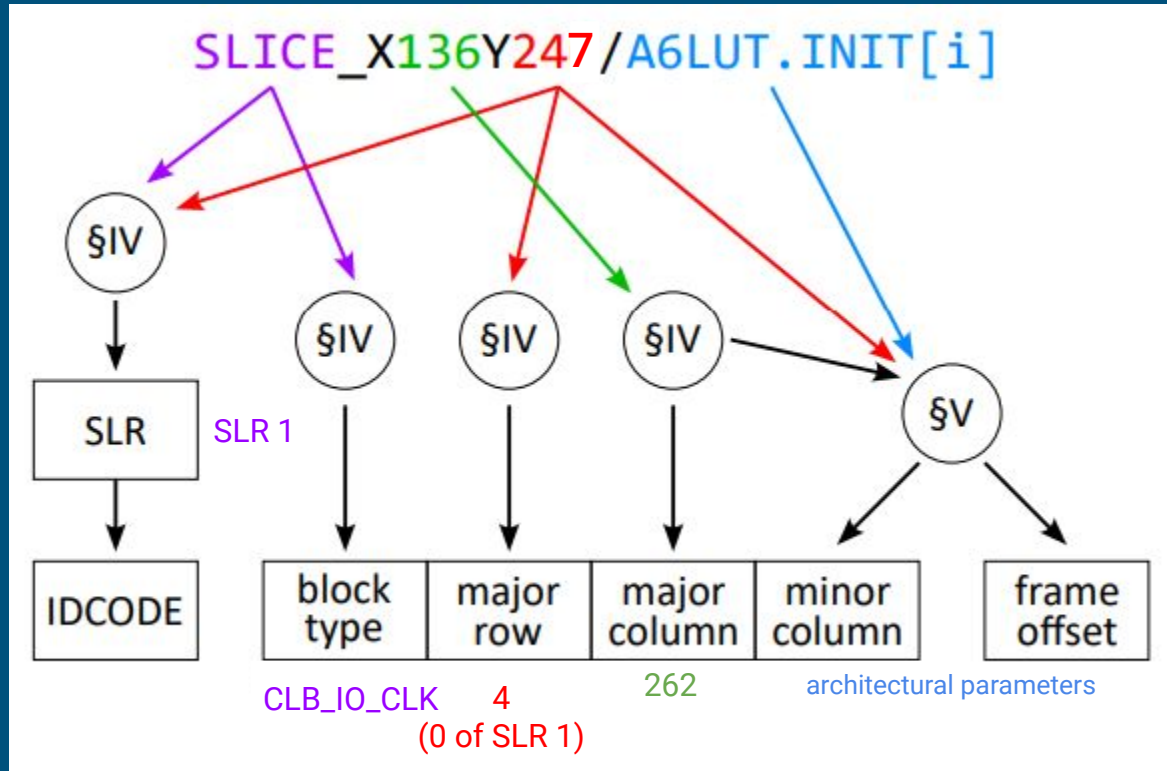 SLICE_X136Y247/A6LUT.INIT[i]
§IV
§IV
§IV
§IV
§V
SLR
SLR 1
IDCODE
block
type
major
row
major
column
minor
column
frame
offset
CLB_IO_CLK
4
(0 of SLR 1)
262
architectural parameters